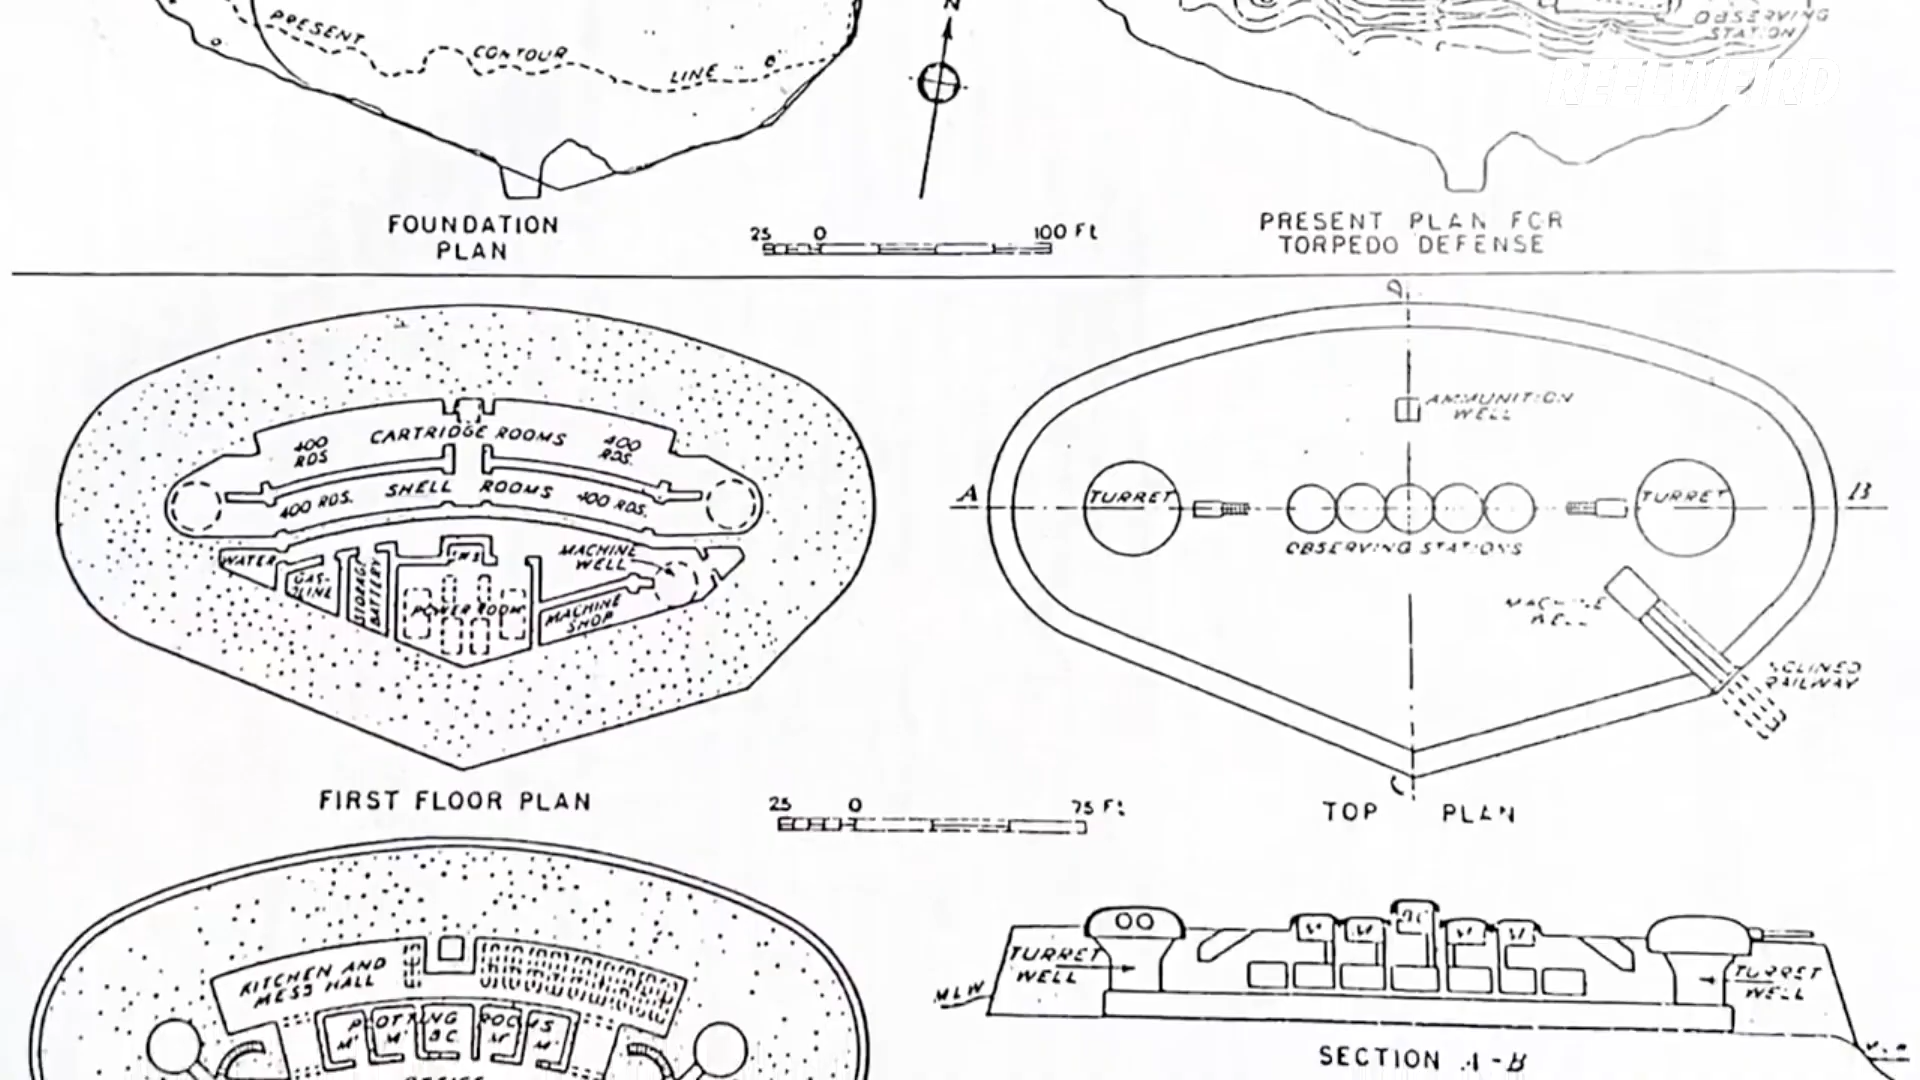 N
OBSERVING
STATION
REELWEIRD
PRESENT CONTOUR LINE
FOUNDATION
PLAN
25 0 100 Ft
PRESENT PLAN FOR
TORPEDO DEFENSE
CARTRIDGE ROOMS
400
RDS
400
RDS.
SHELL ROOMS
400 RDS.
400 RDS.
WATER
GAS-
OLINE
STORAGE
BATTERY
POWER ROOM
MACHINE
WELL
MACHINE
SHOP
FIRST FLOOR PLAN
D
AMMUNITION
WELL
A
TURRET
TURRET
B
OBSERVING STATIONS
MACHINE
WELL
INCLINED
RAILWAY
C
TOP PLAN
25 0 75 Ft
KITCHEN AND
MESS HALL
PLOTTING ROOMS
M' M' B.C. M' M'
B C
M' M' M' M'
TURRET
WELL
TURRET
WELL
M L W
SECTION A-B